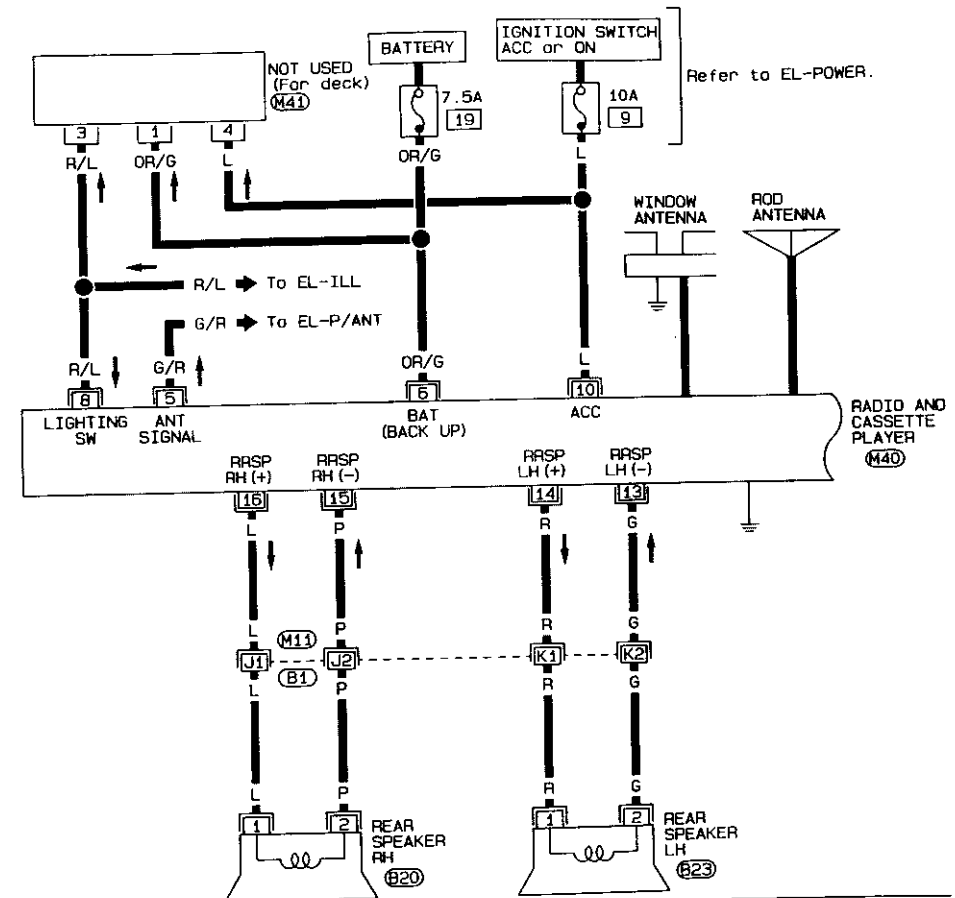 BATTERY
IGNITION SWITCH
ACC or ON
Refer to EL-POWER.
NOT USED
(For deck)
M41
7.5A
19
10A
9
3
1
4
R/L
OR/G
L
OR/G
L
WINDOW
ANTENNA
ROD
ANTENNA
R/L
To EL-ILL
G/R
To EL-P/ANT
R/L
G/R
OR/G
L
8
5
6
10
LIGHTING
SW
ANT
SIGNAL
BAT
(BACK UP)
ACC
RADIO AND
CASSETTE
PLAYER
M40
RRSP
RH (+)
RRSP
RH (-)
RRSP
LH (+)
RRSP
LH (-)
16
15
14
13
L
P
R
G
L
P
R
G
M11
J1
J2
K1
K2
B1
L
P
R
G
L
P
R
G
1
2
1
2
REAR
SPEAKER
RH
B20
REAR
SPEAKER
LH
B23